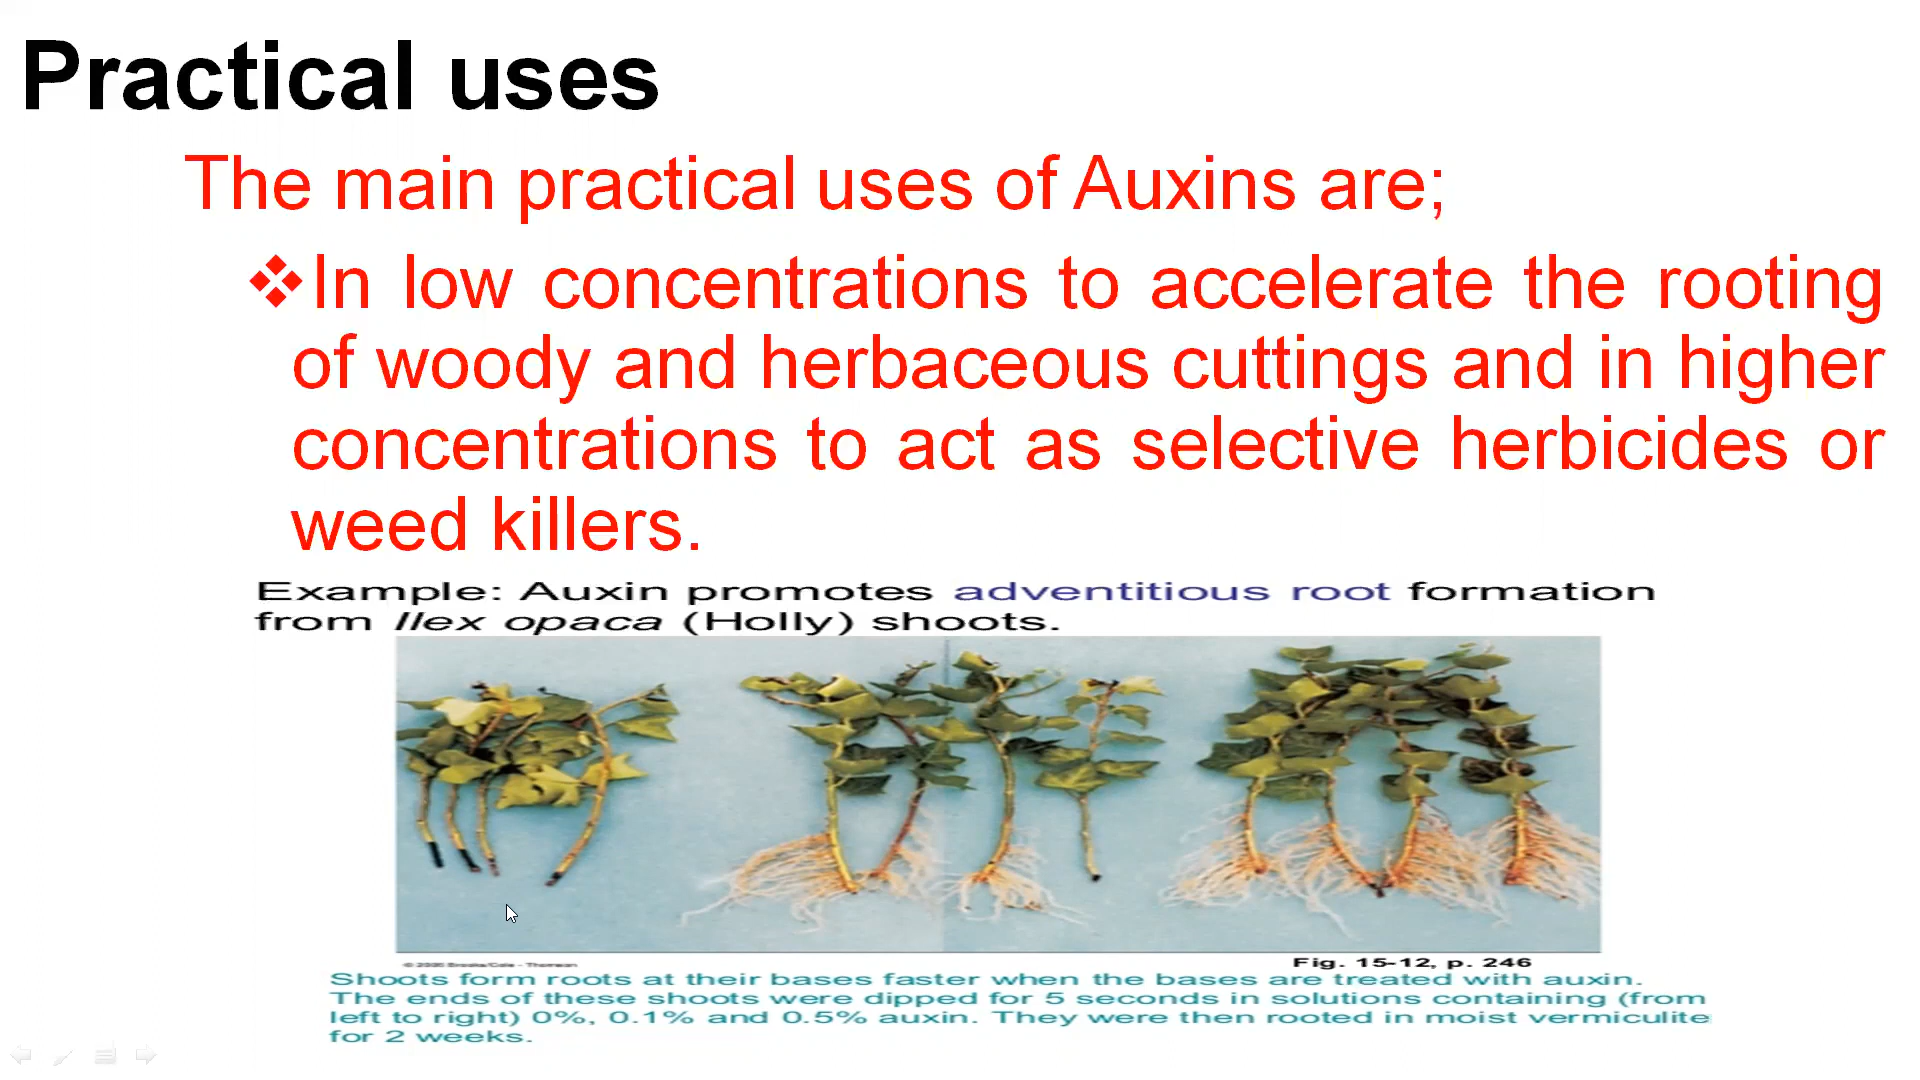 Practical uses
The main practical uses of Auxins are;
In low concentrations to accelerate the rooting
of woody and herbaceous cuttings and in higher
concentrations to act as selective herbicides or
weed killers.
Example: Auxin promotes adventitious root formation
from Ilex opaca (Holly) shoots.
© 2006 Brooks/Cole - Thomson
Fig. 15-12, p. 246
Shoots form roots at their bases faster when the bases are treated with auxin.
The ends of these shoots were dipped for 5 seconds in solutions containing (from
left to right) 0%, 0.1% and 0.5% auxin. They were then rooted in moist vermiculite
for 2 weeks.